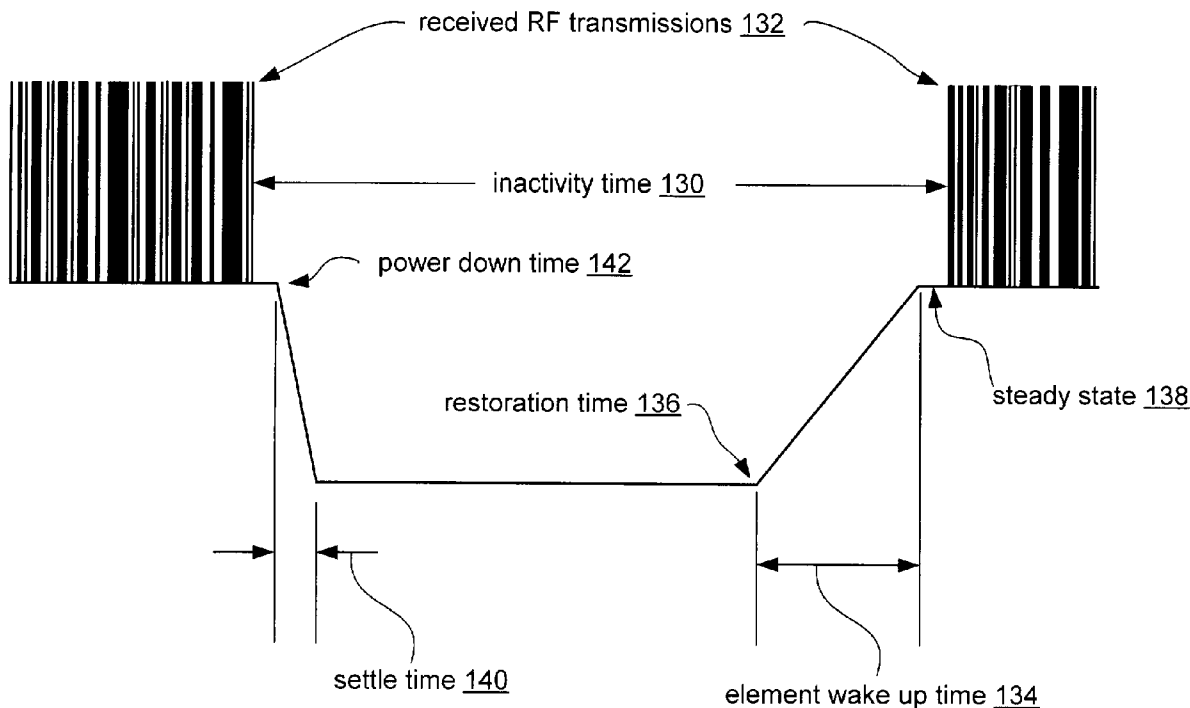 received RF transmissions 132
inactivity time 130
power down time 142
restoration time 136
steady state 138
settle time 140
element wake up time 134